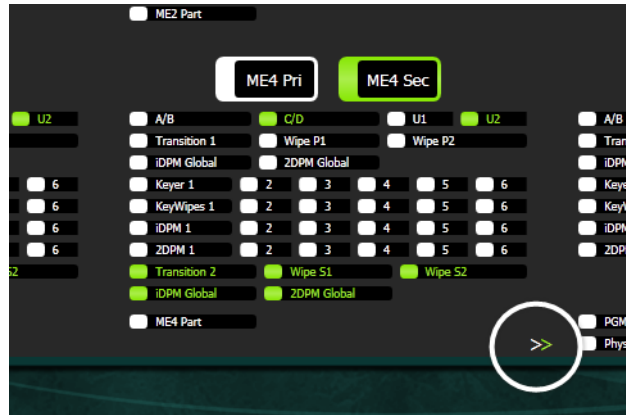 ME2 Part
ME4 Pri ME4 Sec
U2 A/B C/D U1 U2 A/B
Transition 1 Wipe P1 Wipe P2
iDPM Global 2DPM Global
6 Keyer 1 2 3 4 5 6
6 KeyWipes 1 2 3 4 5 6
6 iDPM 1 2 3 4 5 6
6 2DPM 1 2 3 4 5 6
S2 Transition 2 Wipe S1 Wipe S2
iDPM Global 2DPM Global
ME4 Part PGM
>>